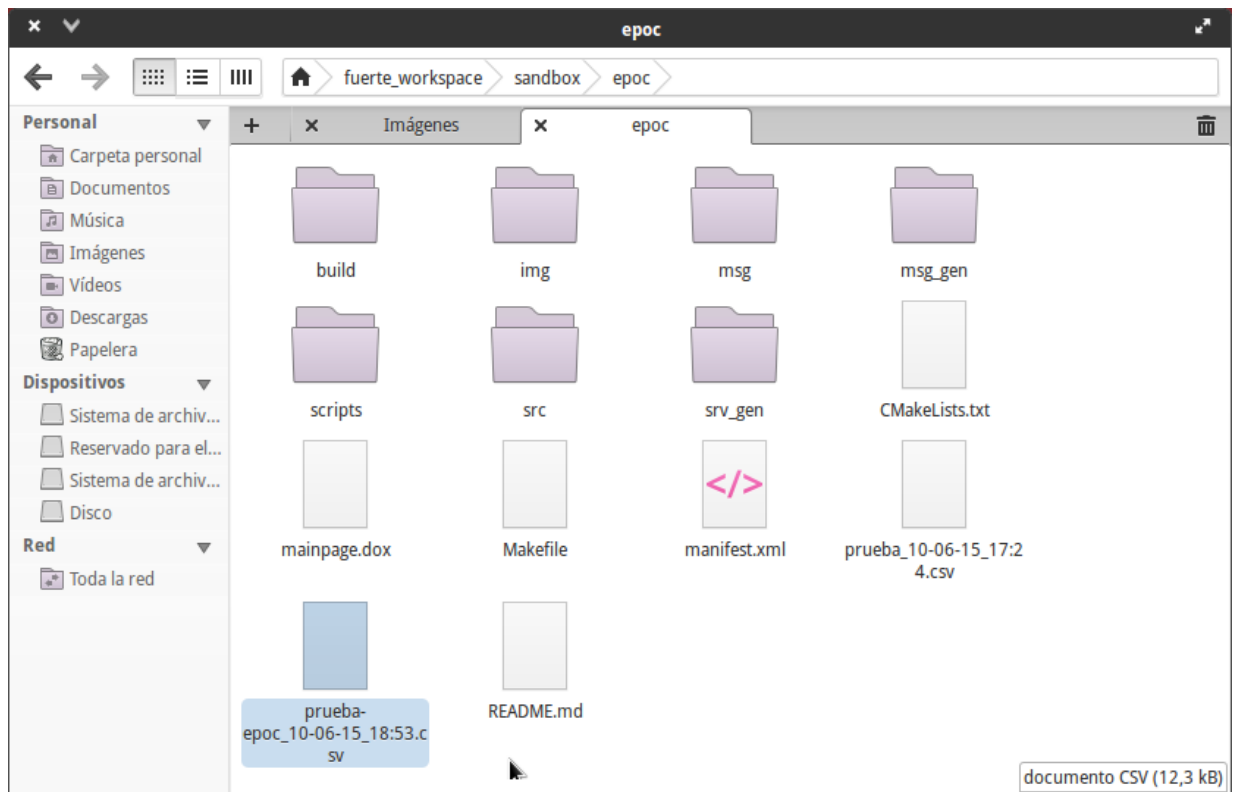 epoc
fuerte_workspace sandbox epoc
Personal
Carpeta personal
Documentos
Música
Imágenes
Vídeos
Descargas
Papelera
Dispositivos
Sistema de archiv...
Reservado para el...
Sistema de archiv...
Disco
Red
Toda la red
+ Imágenes epoc
build img msg msg_gen
scripts src srv_gen CMakeLists.txt
</>
mainpage.dox Makefile manifest.xml prueba_10-06-15_17:2
4.csv
prueba-
epoc_10-06-15_18:53.c
sv
README.md
documento CSV (12,3 kB)